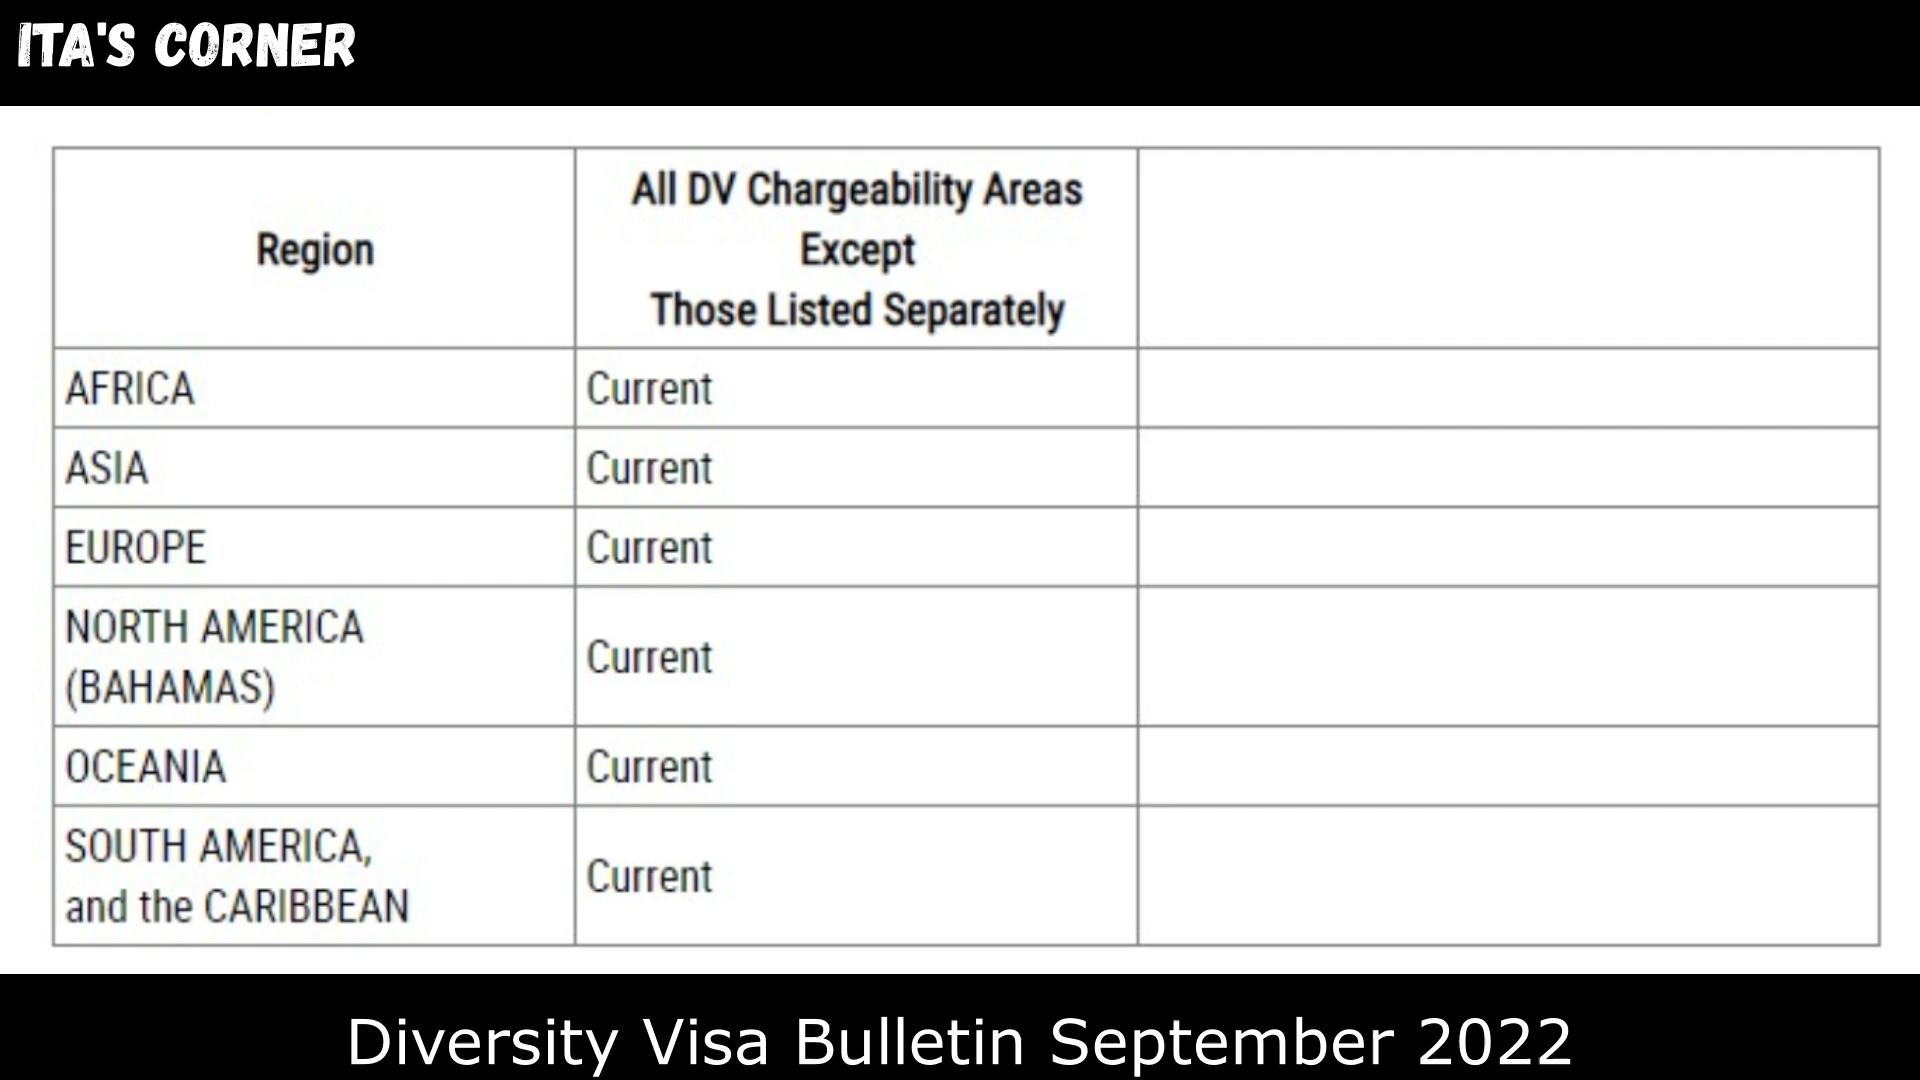 ITA'S CORNER
Region
All DV Chargeability Areas
Except
Those Listed Separately
AFRICA
Current
ASIA
Current
EUROPE
Current
NORTH AMERICA
(BAHAMAS)
Current
OCEANIA
Current
SOUTH AMERICA,
and the CARIBBEAN
Current
Diversity Visa Bulletin September 2022